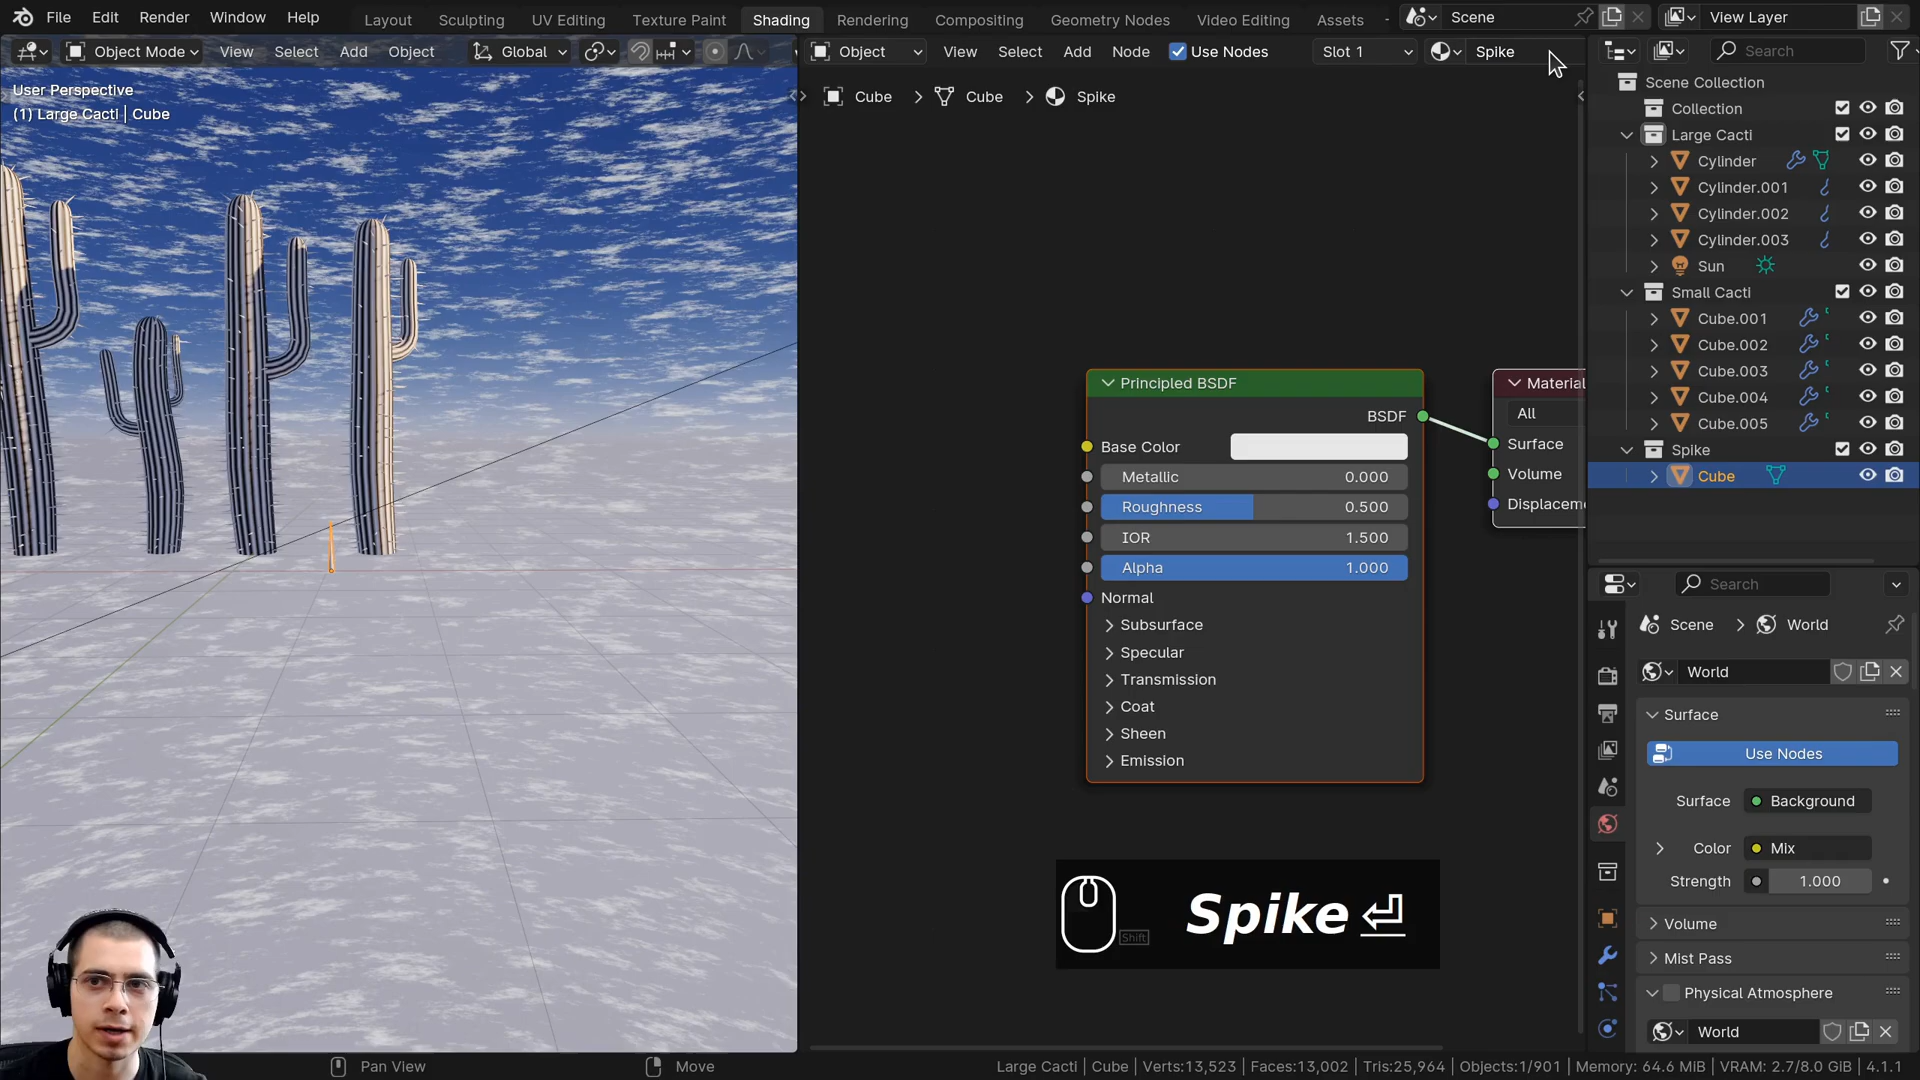 File Edit Render Window Help Layout Sculpting UV Editing Texture Paint Shading Rendering Compositing Geometry Nodes Video Editing Assets Scene View Layer
Object Mode View Select Add Object Global
Object View Select Add Node Use Nodes Slot 1 Spike Search
User Perspective
(1) Large Cacti | Cube
Cube > Cube > Spike
Principled BSDF
BSDF
Base Color
Metallic 0.000
Roughness 0.500
IOR 1.500
Alpha 1.000
Normal
Subsurface
Specular
Transmission
Coat
Sheen
Emission
Material
All
Surface
Volume
Displaceme
Shift Spike
Scene Collection
Collection
Large Cacti
Cylinder
Cylinder.001
Cylinder.002
Cylinder.003
Sun
Small Cacti
Cube.001
Cube.002
Cube.003
Cube.004
Cube.005
Spike
Cube
Search
Scene > World
World
Surface
Use Nodes
Surface Background
Color Mix
Strength 1.000
Volume
Mist Pass
Physical Atmosphere
World
Pan View Move Large Cacti | Cube | Verts:13,523 | Faces:13,002 | Tris:25,964 | Objects:1/901 | Memory: 64.6 MiB | VRAM: 2.7/8.0 GiB | 4.1.1